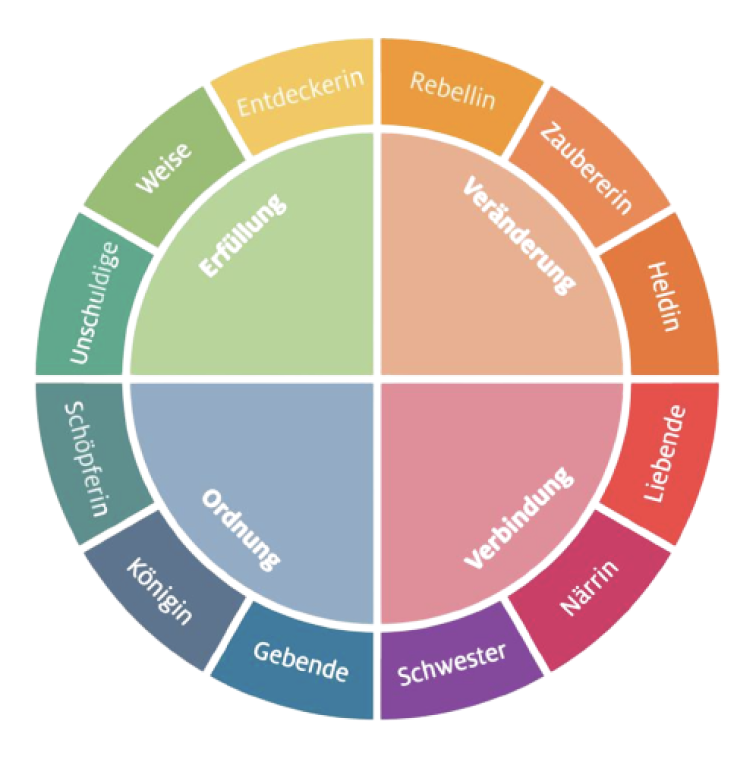 Entdeckerin
Rebellin
Zaubererin
Heldin
Liebende
Närrin
Schwester
Gebende
Königin
Schöpferin
Unschuldige
Weise
Erfüllung
Veränderung
Verbindung
Ordnung